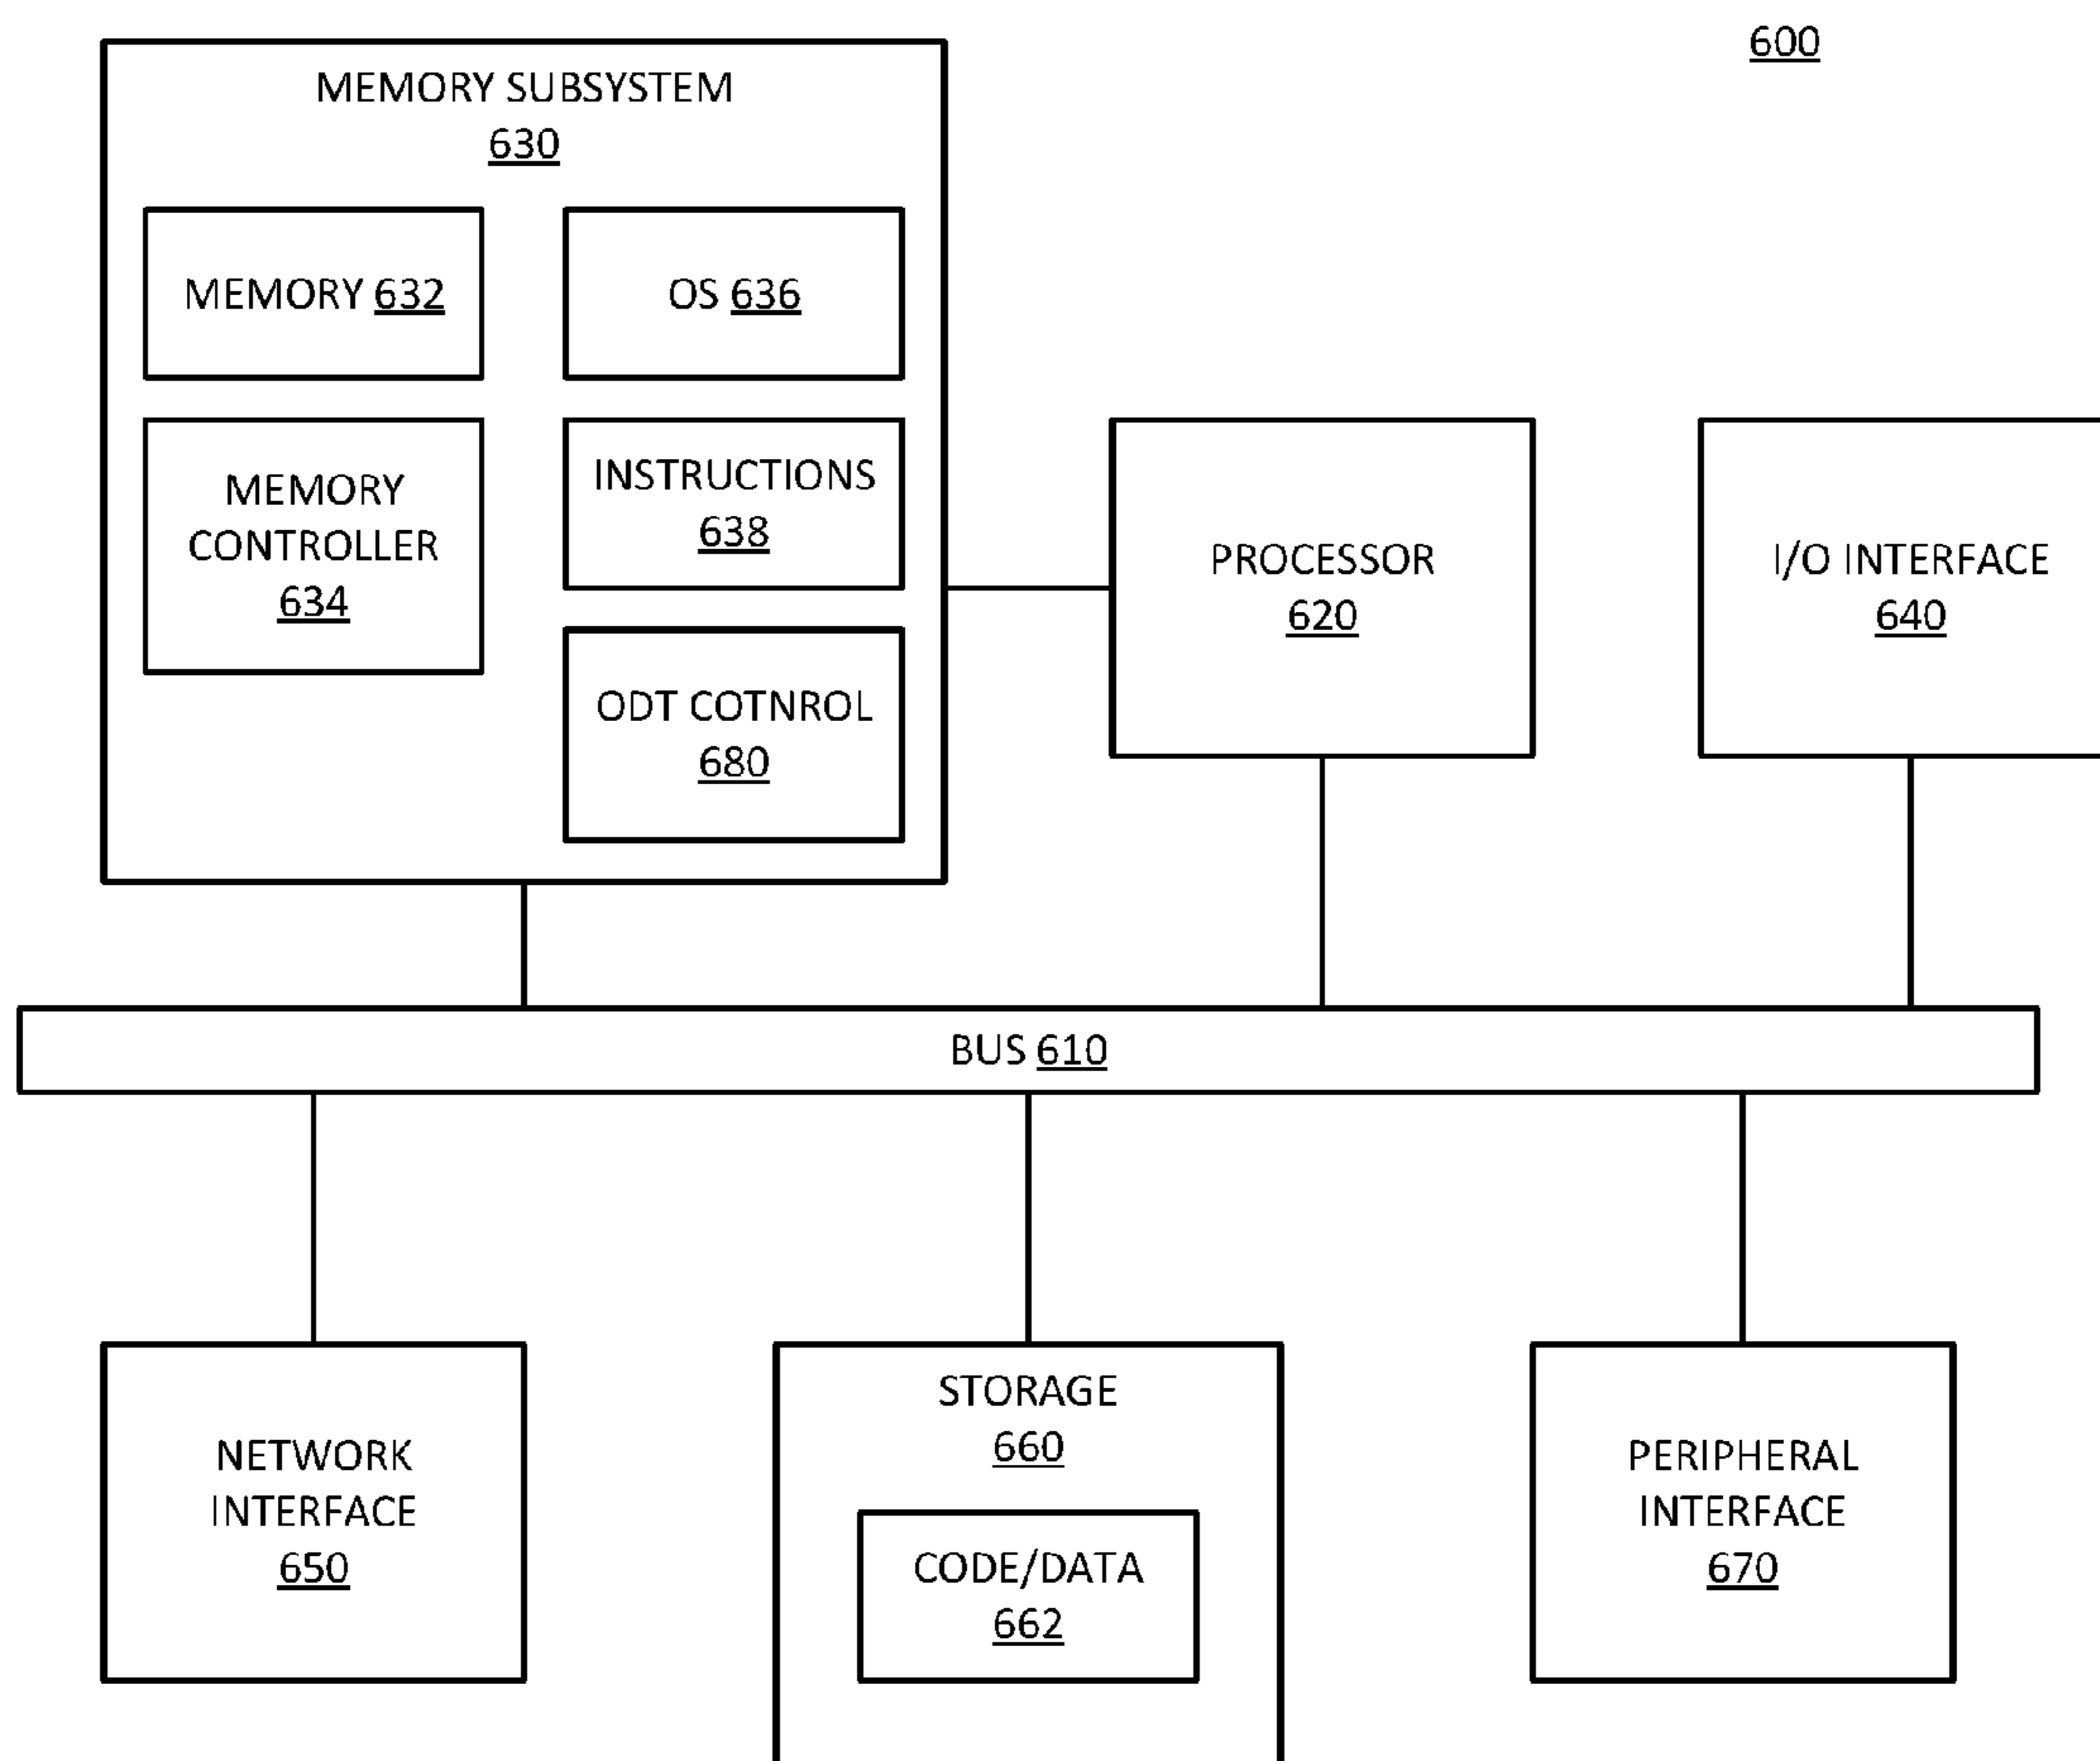 600
MEMORY SUBSYSTEM
630
MEMORY 632
OS 636
MEMORY
CONTROLLER
634
INSTRUCTIONS
638
ODT COTNROL
680
PROCESSOR
620
I/O INTERFACE
640
BUS 610
NETWORK
INTERFACE
650
STORAGE
660
CODE/DATA
662
PERIPHERAL
INTERFACE
670